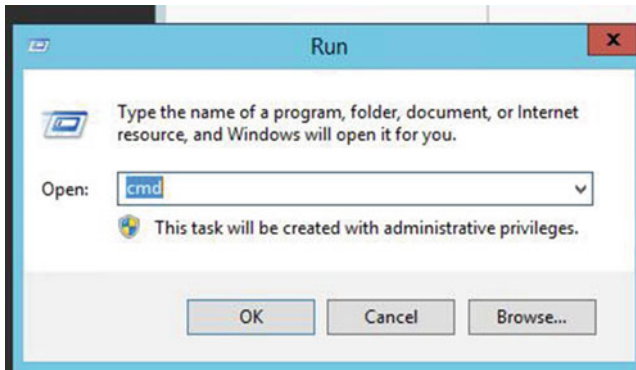 Run
Type the name of a program, folder, document, or Internet
resource, and Windows will open it for you.
Open: cmd
This task will be created with administrative privileges.
OK Cancel Browse...